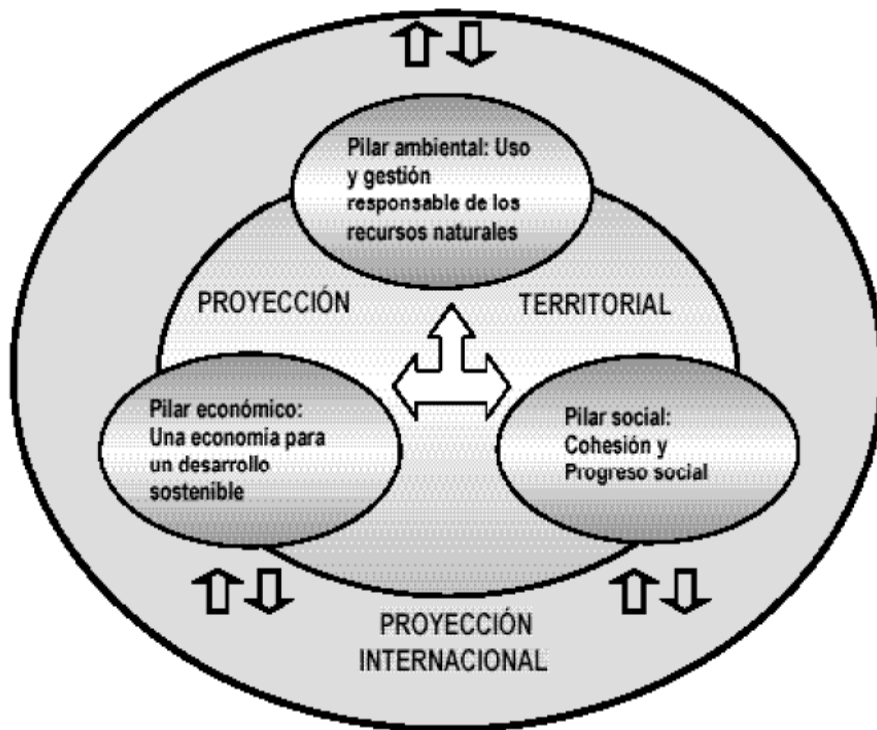 Pilar ambiental: Uso
y gestión
responsable de los
recursos naturales
PROYECCIÓN
TERRITORIAL
Pilar económico:
Una economía para
un desarrollo
sostenible
Pilar social:
Cohesión y
Progreso social
PROYECCIÓN
INTERNACIONAL